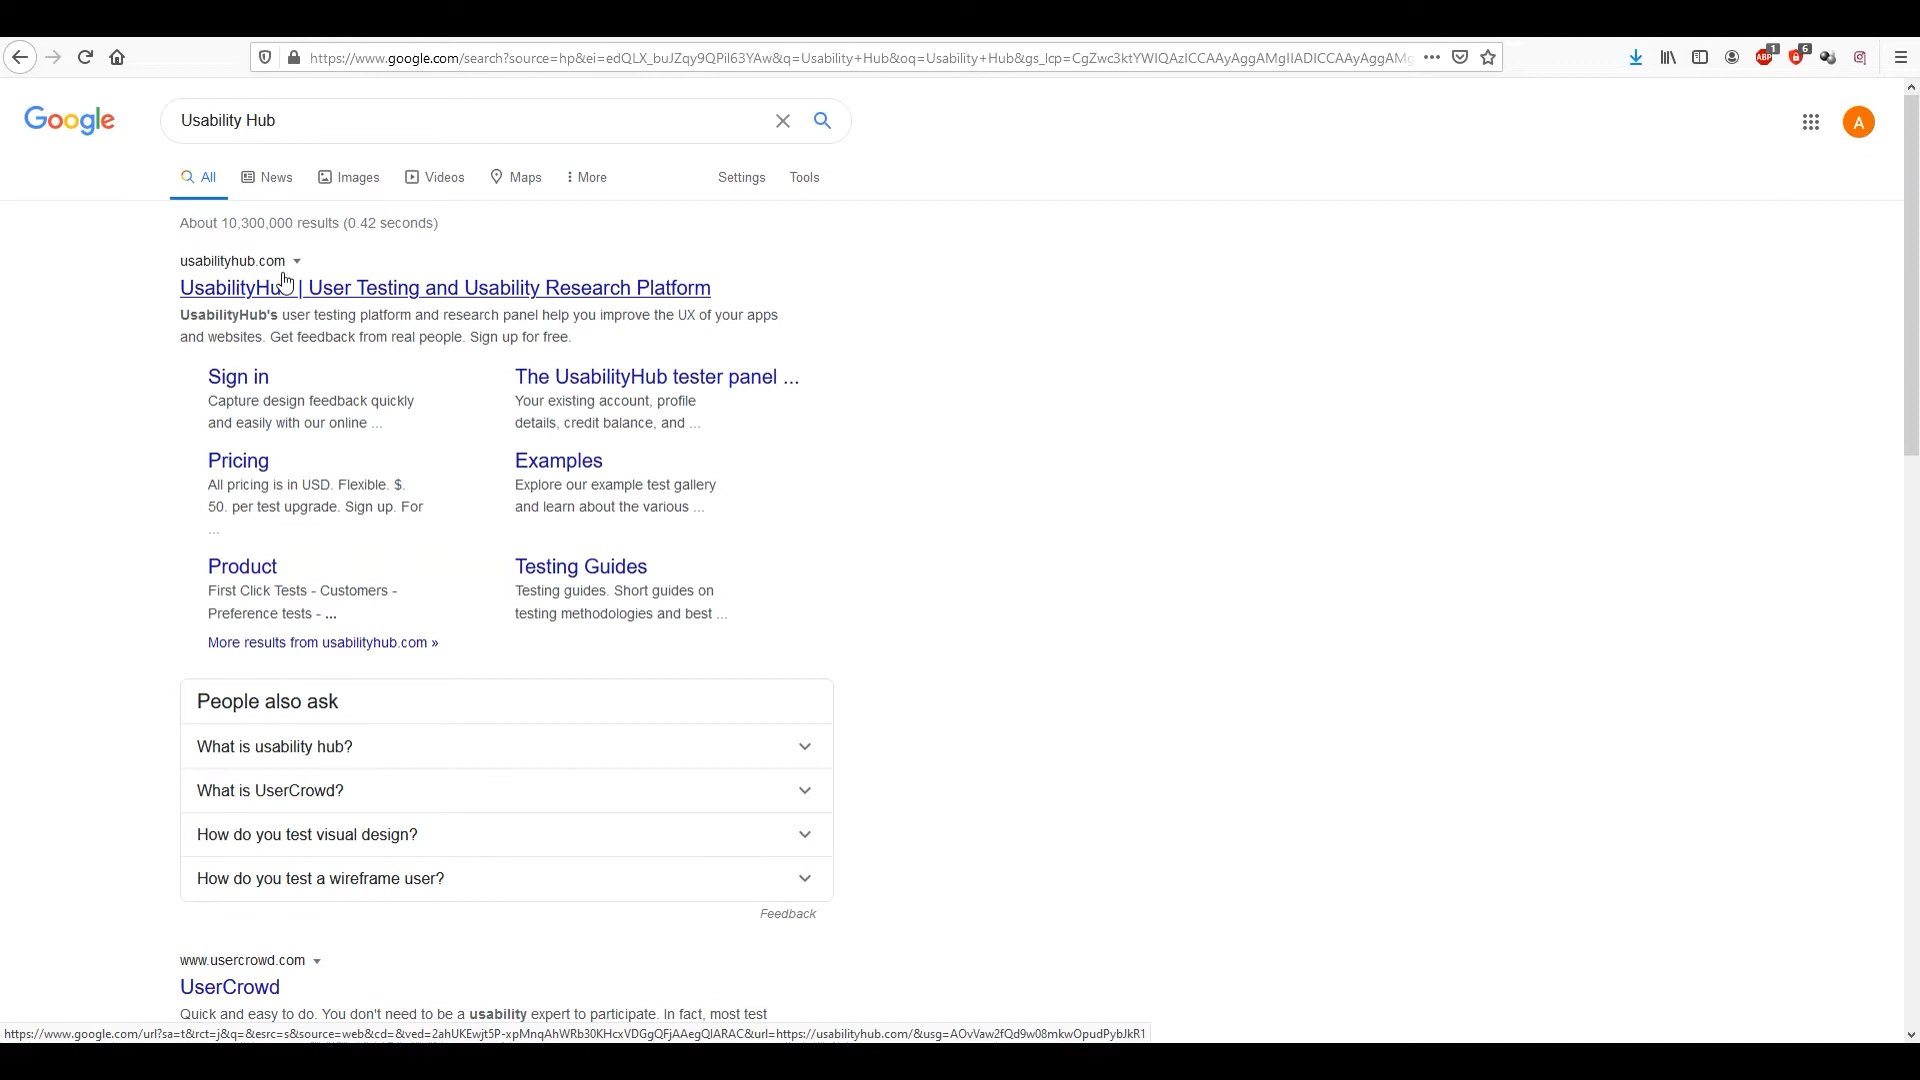 https://www.google.com/search?source=hp&ei=edQLX_buJZqy9QPil63YAw&q=Usability+Hub&oq=Usability+Hub&gs_lcp=CgZwc3ktYWIQAzICCAAyAggAMgIIADICCAAyAggAMg
1
6
ABP
Google
Usability Hub
A
All
News
Images
Videos
Maps
More
Settings
Tools
About 10,300,000 results (0.42 seconds)
usabilityhub.com
UsabilityHub | User Testing and Usability Research Platform
UsabilityHub's user testing platform and research panel help you improve the UX of your apps
and websites. Get feedback from real people. Sign up for free.
Sign in
Capture design feedback quickly
and easily with our online ...
The UsabilityHub tester panel ...
Your existing account, profile
details, credit balance, and ...
Pricing
All pricing is in USD. Flexible. $.
50. per test upgrade. Sign up. For
...
Examples
Explore our example test gallery
and learn about the various ...
Product
First Click Tests - Customers -
Preference tests - ...
Testing Guides
Testing guides. Short guides on
testing methodologies and best ...
More results from usabilityhub.com »
People also ask
What is usability hub?
What is UserCrowd?
How do you test visual design?
How do you test a wireframe user?
Feedback
www.usercrowd.com
UserCrowd
Quick and easy to do. You don't need to be a usability expert to participate. In fact, most test
https://www.google.com/url?sa=t&rct=j&q=&esrc=s&source=web&cd=&ved=2ahUKEwjt5P-xpMnqAhWRb30KHcxVDGgQFjAAegQIARAC&url=https://usabilityhub.com/&usg=AOvVaw2fQd9w08mkwOpudPybJkR1